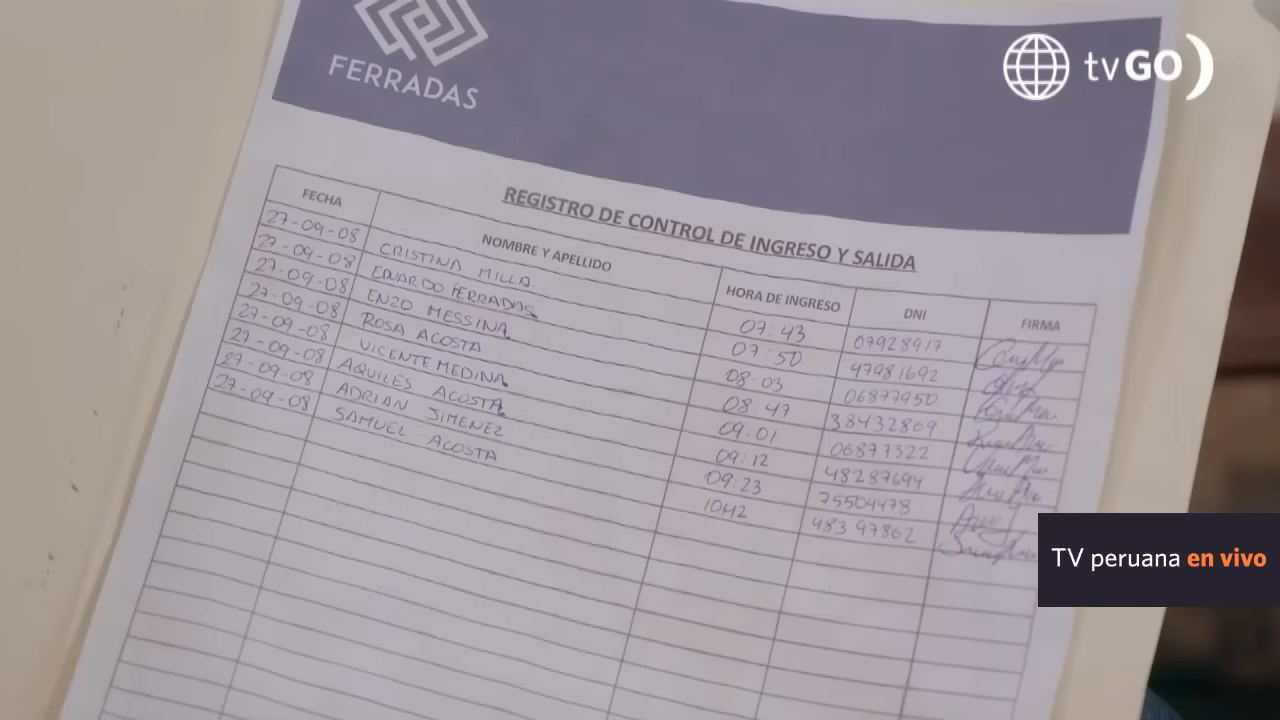 FERRADAS
tvGO
REGISTRO DE CONTROL DE INGRESO Y SALIDA
FECHA NOMBRE Y APELLIDO HORA DE INGRESO DNI FIRMA
27-09-08 CRISTINA MILLA 07:43 07928917
27-09-08 EDUARDO FERRADAS 07:50 47981692
27-09-08 ENZO MESSINA 08:03 06877950
27-09-08 ROSA ACOSTA 08:47 38432869
27-09-08 VICENTE MEDINA 09:01 06877322
27-09-08 AQUILES ACOSTA 09:12 48287694
27-09-08 ADRIAN JIMENEZ 09:23 75504478
27-09-08 SAMUEL ACOSTA 10:42 48397862
TV peruana en vivo